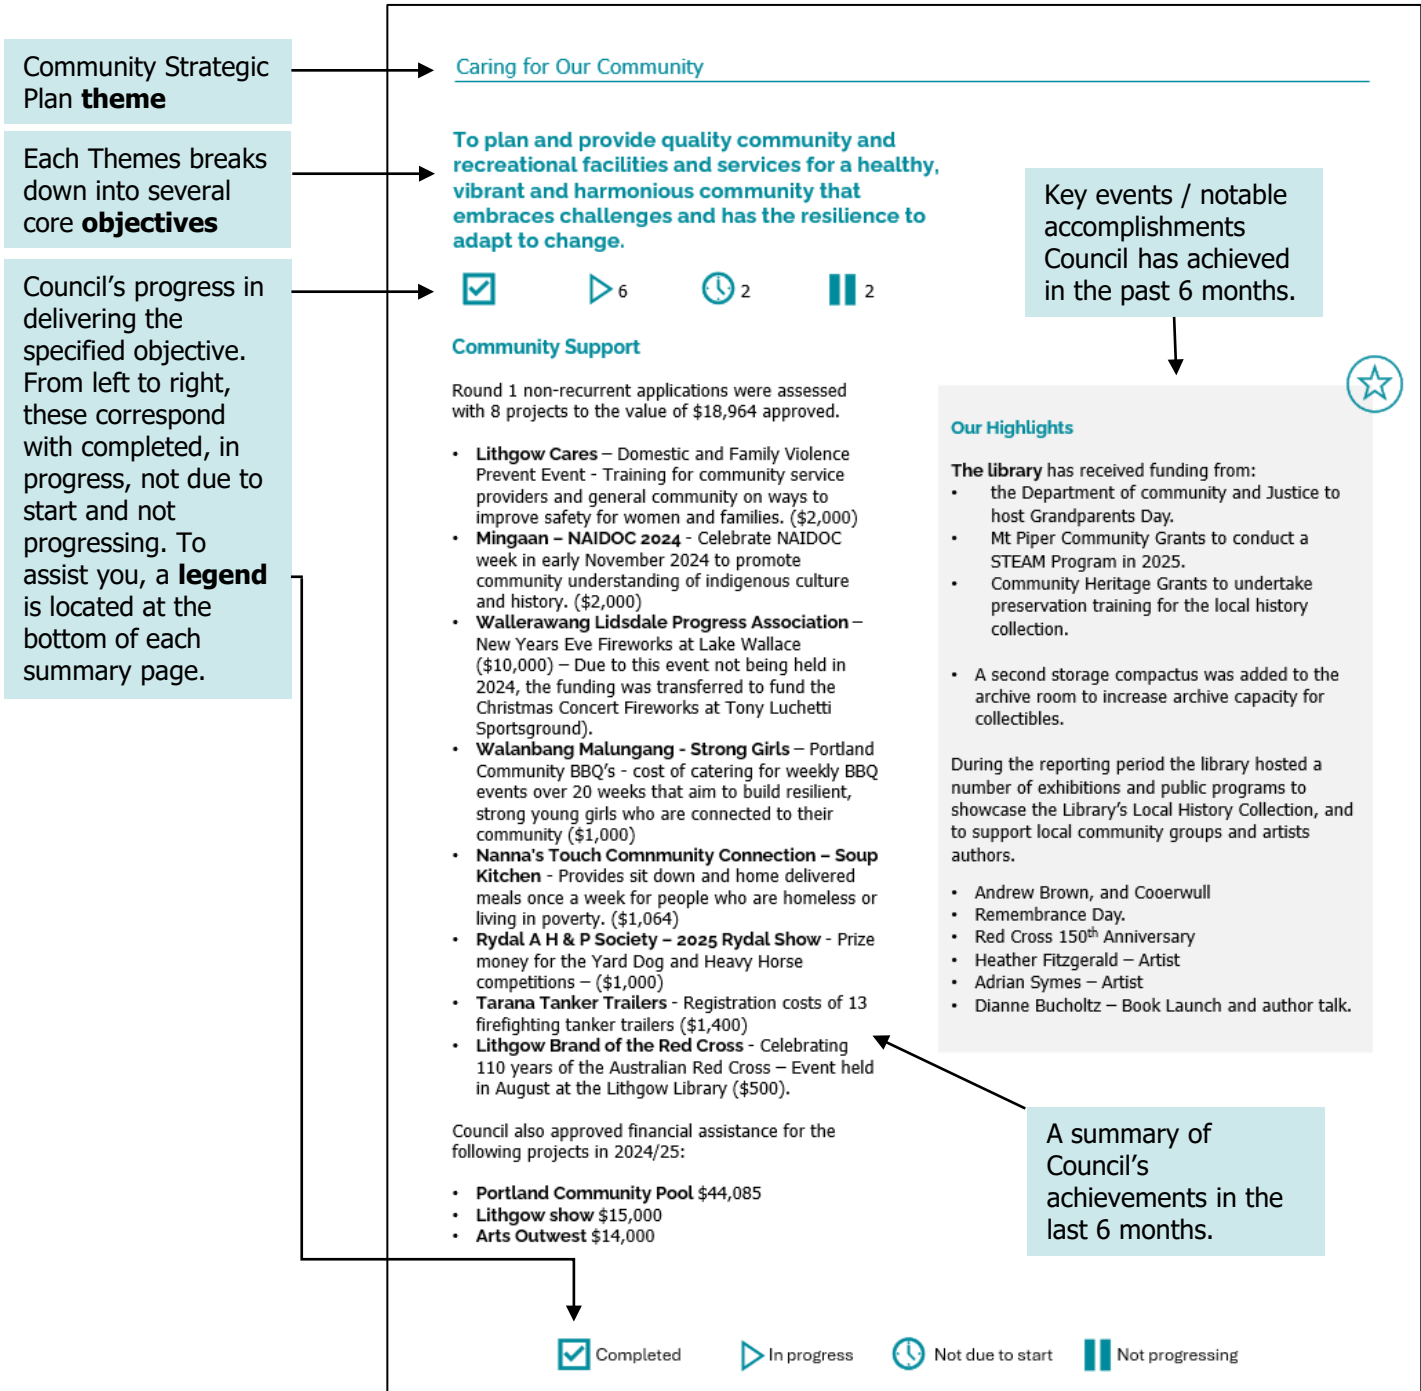 Community Strategic
Plan theme
Each Themes breaks
down into several
core objectives
Council's progress in
delivering the
specified objective.
From left to right,
these correspond
with completed, in
progress, not due to
start and not
progressing. To
assist you, a legend
is located at the
bottom of each
summary page.
Caring for Our Community
To plan and provide quality community and
recreational facilities and services for a healthy,
vibrant and harmonious community that
embraces challenges and has the resilience to
adapt to change.
6 2 2
Community Support
Round 1 non-recurrent applications were assessed
with 8 projects to the value of $18,964 approved.
• Lithgow Cares – Domestic and Family Violence
Prevent Event - Training for community service
providers and general community on ways to
improve safety for women and families. ($2,000)
• Mingaan – NAIDOC 2024 - Celebrate NAIDOC
week in early November 2024 to promote
community understanding of indigenous culture
and history. ($2,000)
• Wallerawang Lidsdale Progress Association –
New Years Eve Fireworks at Lake Wallace
($10,000) – Due to this event not being held in
2024, the funding was transferred to fund the
Christmas Concert Fireworks at Tony Luchetti
Sportsground).
• Walanbang Malungang - Strong Girls – Portland
Community BBQ's - cost of catering for weekly BBQ
events over 20 weeks that aim to build resilient,
strong young girls who are connected to their
community ($1,000)
• Nanna's Touch Comnmunity Connection – Soup
Kitchen - Provides sit down and home delivered
meals once a week for people who are homeless or
living in poverty. ($1,064)
• Rydal A H & P Society – 2025 Rydal Show - Prize
money for the Yard Dog and Heavy Horse
competitions – ($1,000)
• Tarana Tanker Trailers - Registration costs of 13
firefighting tanker trailers ($1,400)
• Lithgow Brand of the Red Cross - Celebrating
110 years of the Australian Red Cross – Event held
in August at the Lithgow Library ($500).
Council also approved financial assistance for the
following projects in 2024/25:
• Portland Community Pool $44,085
• Lithgow show $15,000
• Arts Outwest $14,000
Key events / notable
accomplishments
Council has achieved
in the past 6 months.
Our Highlights
The library has received funding from:
• the Department of community and Justice to
host Grandparents Day.
• Mt Piper Community Grants to conduct a
STEAM Program in 2025.
• Community Heritage Grants to undertake
preservation training for the local history
collection.
• A second storage compactus was added to the
archive room to increase archive capacity for
collectibles.
During the reporting period the library hosted a
number of exhibitions and public programs to
showcase the Library's Local History Collection, and
to support local community groups and artists
authors.
• Andrew Brown, and Cooerwull
• Remembrance Day.
• Red Cross 150th Anniversary
• Heather Fitzgerald – Artist
• Adrian Symes – Artist
• Dianne Bucholtz – Book Launch and author talk.
A summary of
Council's
achievements in the
last 6 months.
Completed In progress Not due to start Not progressing